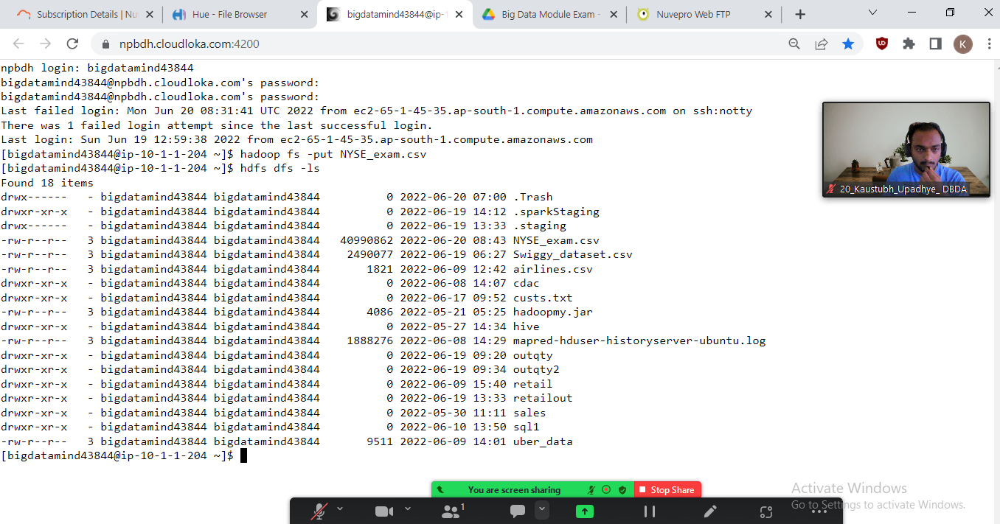 Subscription Details | Nu
Hue - File Browser
bigdatamind43844@ip-1
Big Data Module Exam -
Nuvepro Web FTP
npbdh.cloudloka.com:4200
K
npbdh login: bigdatamind43844
bigdatamind43844@npbdh.cloudloka.com's password:
bigdatamind43844@npbdh.cloudloka.com's password:
Last failed login: Mon Jun 20 08:31:41 UTC 2022 from ec2-65-1-45-35.ap-south-1.compute.amazonaws.com on ssh:notty
There was 1 failed login attempt since the last successful login.
Last login: Sun Jun 19 12:59:38 2022 from ec2-65-1-45-35.ap-south-1.compute.amazonaws.com
[bigdatamind43844@ip-10-1-1-204 ~]$ hadoop fs -put NYSE_exam.csv
[bigdatamind43844@ip-10-1-1-204 ~]$ hdfs dfs -ls
Found 18 items
drwx------   - bigdatamind43844 bigdatamind43844          0 2022-06-20 07:00 .Trash
drwxr-xr-x   - bigdatamind43844 bigdatamind43844          0 2022-06-19 14:12 .sparkStaging
drwx------   - bigdatamind43844 bigdatamind43844          0 2022-06-19 13:33 .staging
-rw-r--r--   3 bigdatamind43844 bigdatamind43844   40990862 2022-06-20 08:43 NYSE_exam.csv
-rw-r--r--   3 bigdatamind43844 bigdatamind43844    2490077 2022-06-19 06:27 Swiggy_dataset.csv
-rw-r--r--   3 bigdatamind43844 bigdatamind43844       1821 2022-06-09 12:42 airlines.csv
drwxr-xr-x   - bigdatamind43844 bigdatamind43844          0 2022-06-08 14:07 cdac
drwxr-xr-x   - bigdatamind43844 bigdatamind43844          0 2022-06-17 09:52 custs.txt
-rw-r--r--   3 bigdatamind43844 bigdatamind43844       4086 2022-05-21 05:25 hadoopmy.jar
drwxr-xr-x   - bigdatamind43844 bigdatamind43844          0 2022-05-27 14:34 hive
-rw-r--r--   3 bigdatamind43844 bigdatamind43844    1888276 2022-06-08 14:29 mapred-hduser-historyserver-ubuntu.log
drwxr-xr-x   - bigdatamind43844 bigdatamind43844          0 2022-06-19 09:20 outqty
drwxr-xr-x   - bigdatamind43844 bigdatamind43844          0 2022-06-19 09:34 outqty2
drwxr-xr-x   - bigdatamind43844 bigdatamind43844          0 2022-06-09 15:40 retail
drwxr-xr-x   - bigdatamind43844 bigdatamind43844          0 2022-06-19 13:33 retailout
drwxr-xr-x   - bigdatamind43844 bigdatamind43844          0 2022-05-30 11:11 sales
drwxr-xr-x   - bigdatamind43844 bigdatamind43844          0 2022-06-10 13:50 sql1
-rw-r--r--   3 bigdatamind43844 bigdatamind43844       9511 2022-06-09 14:01 uber_data
[bigdatamind43844@ip-10-1-1-204 ~]$
20_Kaustubh_Upadhye_ DBDA
You are screen sharing
Stop Share
1
Activate Windows
Go to Settings to activate Windows.